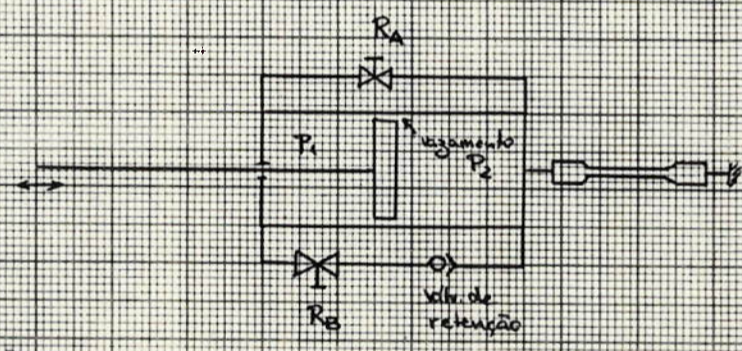 RA
P1
vazamento
P2
RB
valv. de
retenção